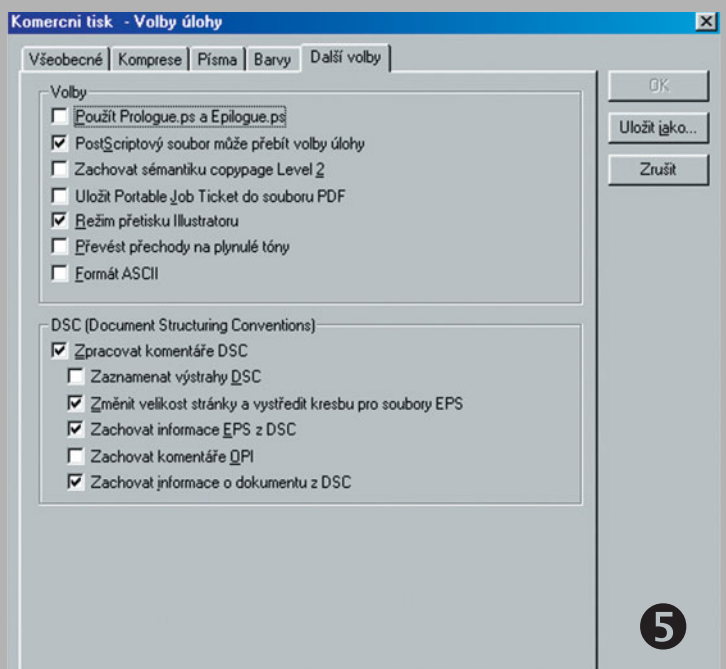 Komercni tisk - Volby úlohy
Všeobecné Komprese Písma Barvy Další volby
Volby
Použít Prologue.ps a Epilogue.ps
PostScriptový soubor může přebít volby úlohy
Zachovat sémantiku copypage Level 2
Uložit Portable Job Ticket do souboru PDF
Režim přetisku Illustratoru
Převést přechody na plynulé tóny
Formát ASCII
DSC (Document Structuring Conventions)
Zpracovat komentáře DSC
Zaznamenat výstrahy DSC
Změnit velikost stránky a vystředit kresbu pro soubory EPS
Zachovat informace EPS z DSC
Zachovat komentáře OPI
Zachovat informace o dokumentu z DSC
OK
Uložit jako...
Zrušit
5